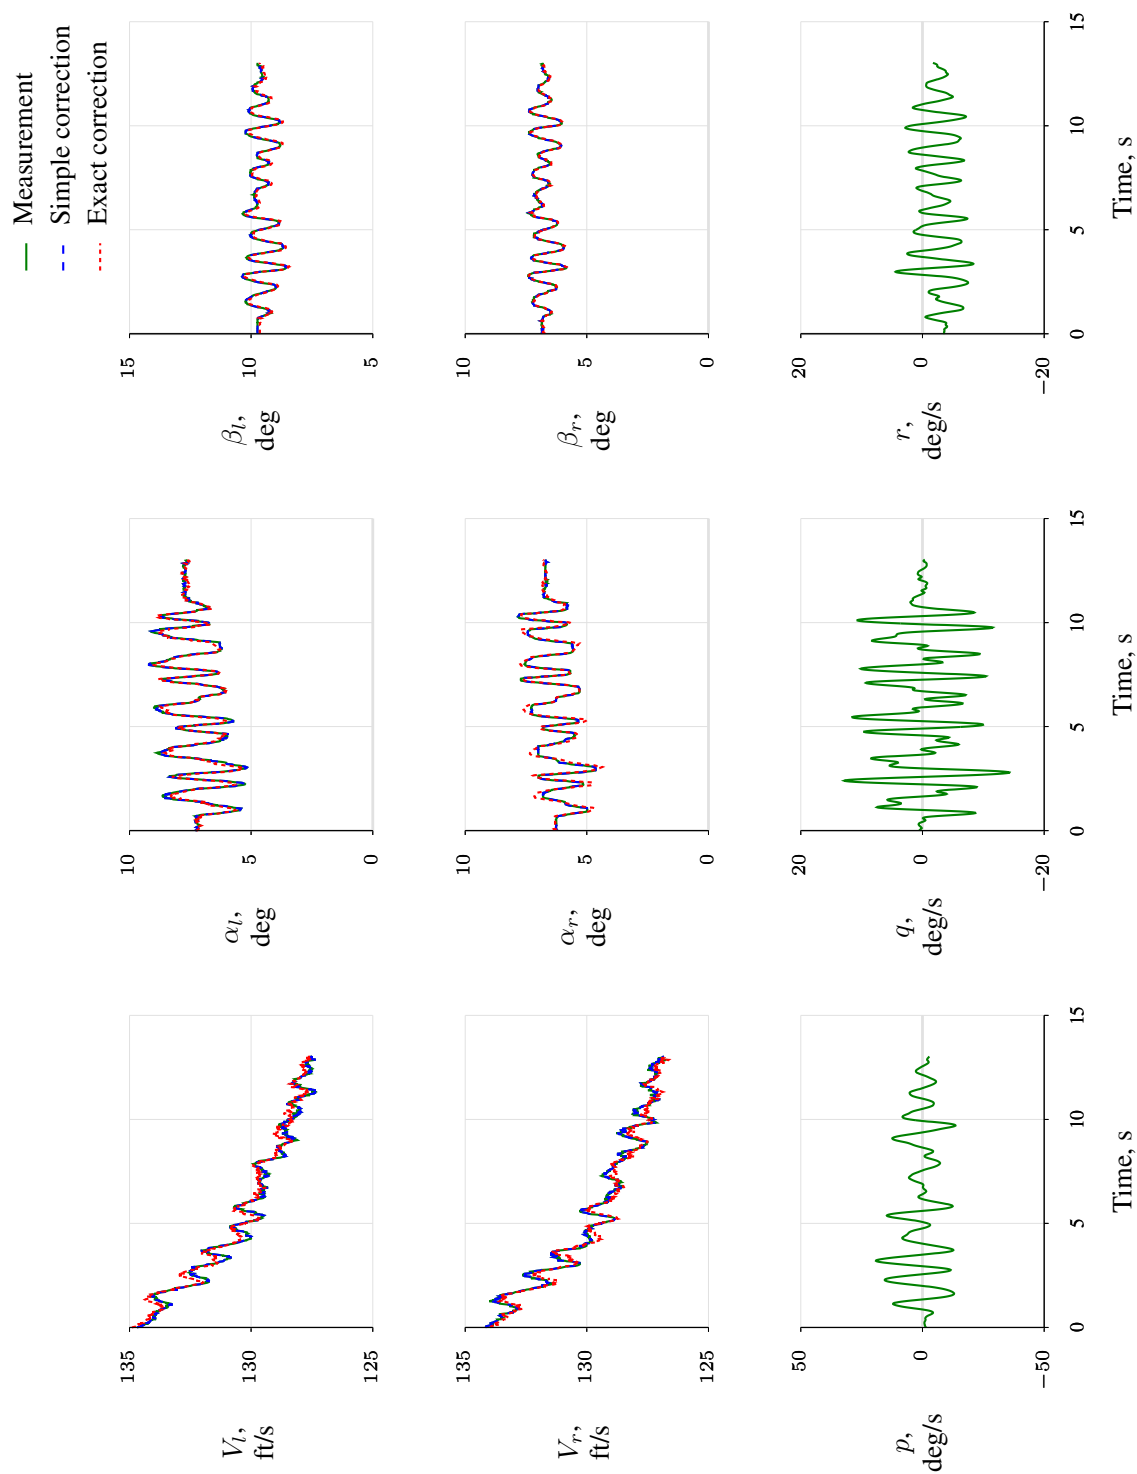 Measurement
Simple correction
Exact correction
V_l,
ft/s
135
130
125
α_l,
deg
10
5
0
β_l,
deg
15
10
5
V_r,
ft/s
135
130
125
α_r,
deg
10
5
0
β_r,
deg
10
5
0
p,
deg/s
50
0
−50
0 5 10 15
Time, s
q,
deg/s
20
0
−20
0 5 10 15
Time, s
r,
deg/s
20
0
−20
0 5 10 15
Time, s